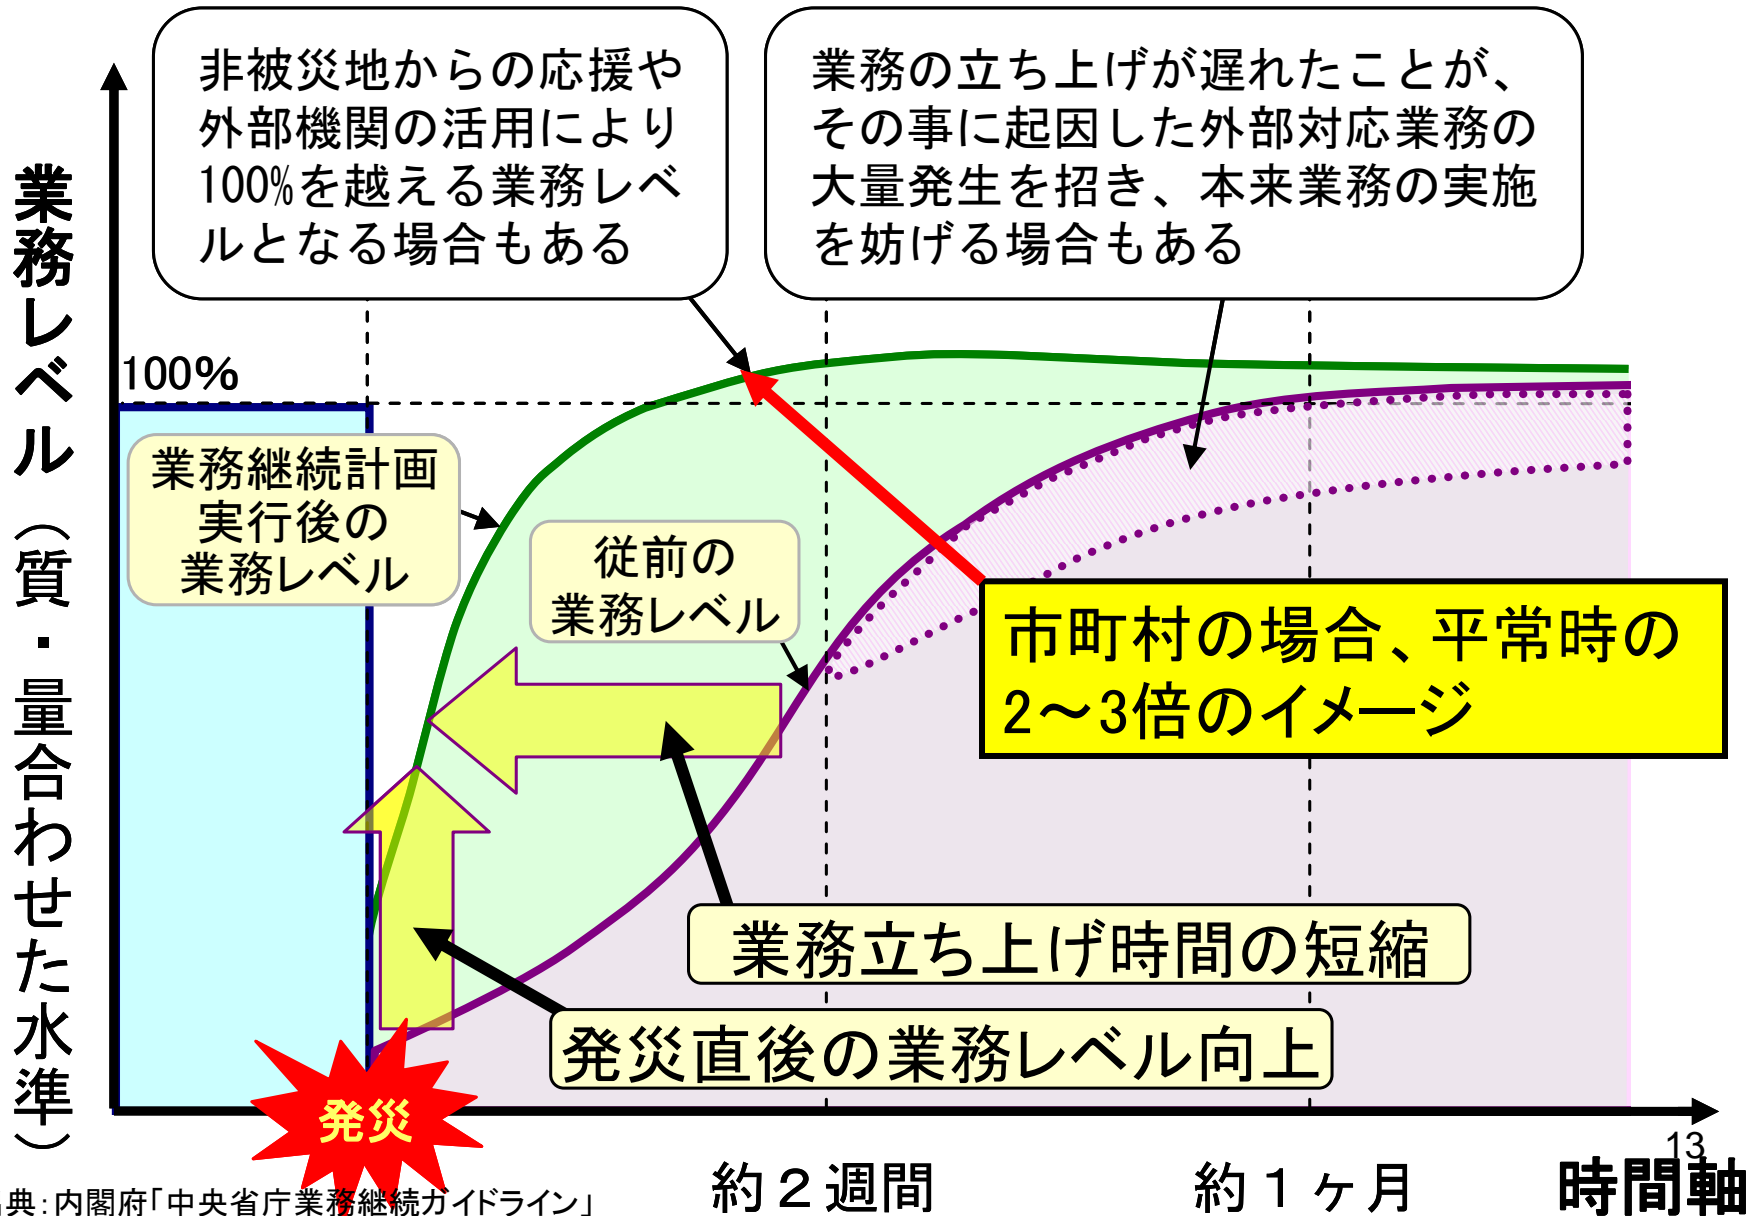 非被災地からの応援や
外部機関の活用により
100%を越える業務レベ
ルとなる場合もある
業務の立ち上げが遅れたことが、
その事に起因した外部対応業務の
大量発生を招き、本来業務の実施
を妨げる場合もある
業務レベル（質・量合わせた水準）
100%
業務継続計画
実行後の
業務レベル
従前の
業務レベル
市町村の場合、平常時の
2～3倍のイメージ
業務立ち上げ時間の短縮
発災直後の業務レベル向上
発災
13
約２週間
約１ヶ月
時間軸
典：内閣府「中央省庁業務継続ガイドライン」